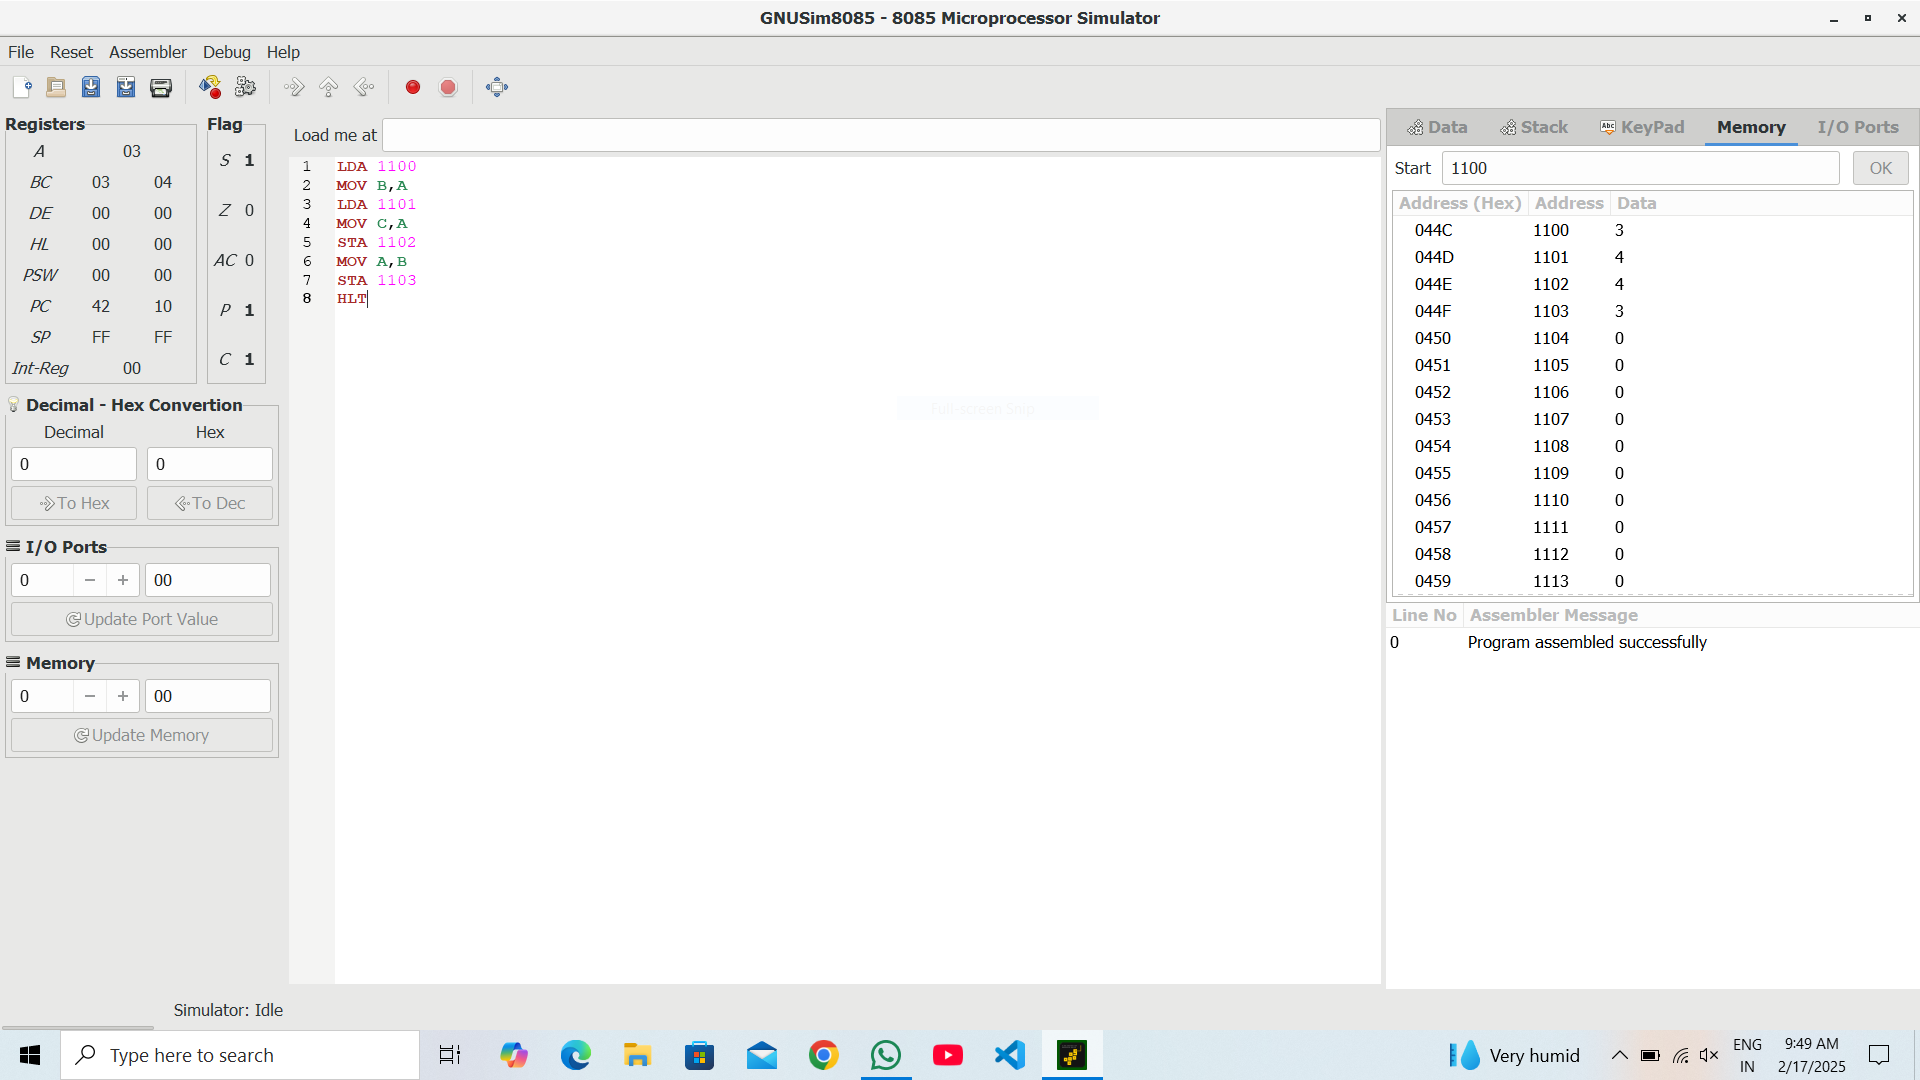 GNUSim8085 - 8085 Microprocessor Simulator
File Reset Assembler Debug Help
Registers
A 03
BC 03 04
DE 00 00
HL 00 00
PSW 00 00
PC 42 10
SP FF FF
Int-Reg 00
Flag
S 1
Z 0
AC 0
P 1
C 1
Decimal - Hex Convertion
Decimal Hex
0 0
To Hex To Dec
I/O Ports
0 − + 00
Update Port Value
Memory
0 − + 00
Update Memory
Load me at
1 LDA 1100
2 MOV B,A
3 LDA 1101
4 MOV C,A
5 STA 1102
6 MOV A,B
7 STA 1103
8 HLT
Full-screen Snip
Data Stack Abc KeyPad Memory I/O Ports
Start 1100 OK
Address (Hex) Address Data
044C 1100 3
044D 1101 4
044E 1102 4
044F 1103 3
0450 1104 0
0451 1105 0
0452 1106 0
0453 1107 0
0454 1108 0
0455 1109 0
0456 1110 0
0457 1111 0
0458 1112 0
0459 1113 0
Line No Assembler Message
0 Program assembled successfully
Simulator: Idle
Type here to search
Very humid
ENG
IN
9:49 AM
2/17/2025